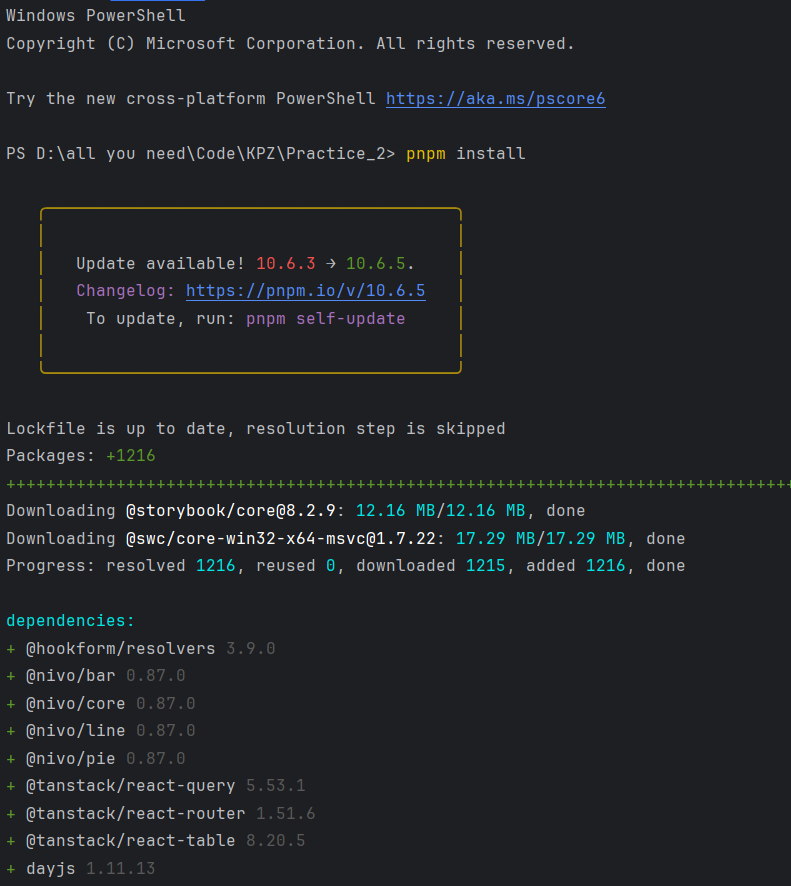 Windows PowerShell
Copyright (C) Microsoft Corporation. All rights reserved.
Try the new cross-platform PowerShell https://aka.ms/pscore6
PS D:\all you need\Code\KPZ\Practice_2> pnpm install
Update available! 10.6.3 → 10.6.5.
Changelog: https://pnpm.io/v/10.6.5
To update, run: pnpm self-update
Lockfile is up to date, resolution step is skipped
Packages: +1216
+++++++++++++++++++++++++++++++++++++++++++++++++++++++++++++++++++++++++++++++
Downloading @storybook/core@8.2.9: 12.16 MB/12.16 MB, done
Downloading @swc/core-win32-x64-msvc@1.7.22: 17.29 MB/17.29 MB, done
Progress: resolved 1216, reused 0, downloaded 1215, added 1216, done
dependencies:
+ @hookform/resolvers 3.9.0
+ @nivo/bar 0.87.0
+ @nivo/core 0.87.0
+ @nivo/line 0.87.0
+ @nivo/pie 0.87.0
+ @tanstack/react-query 5.53.1
+ @tanstack/react-router 1.51.6
+ @tanstack/react-table 8.20.5
+ dayjs 1.11.13